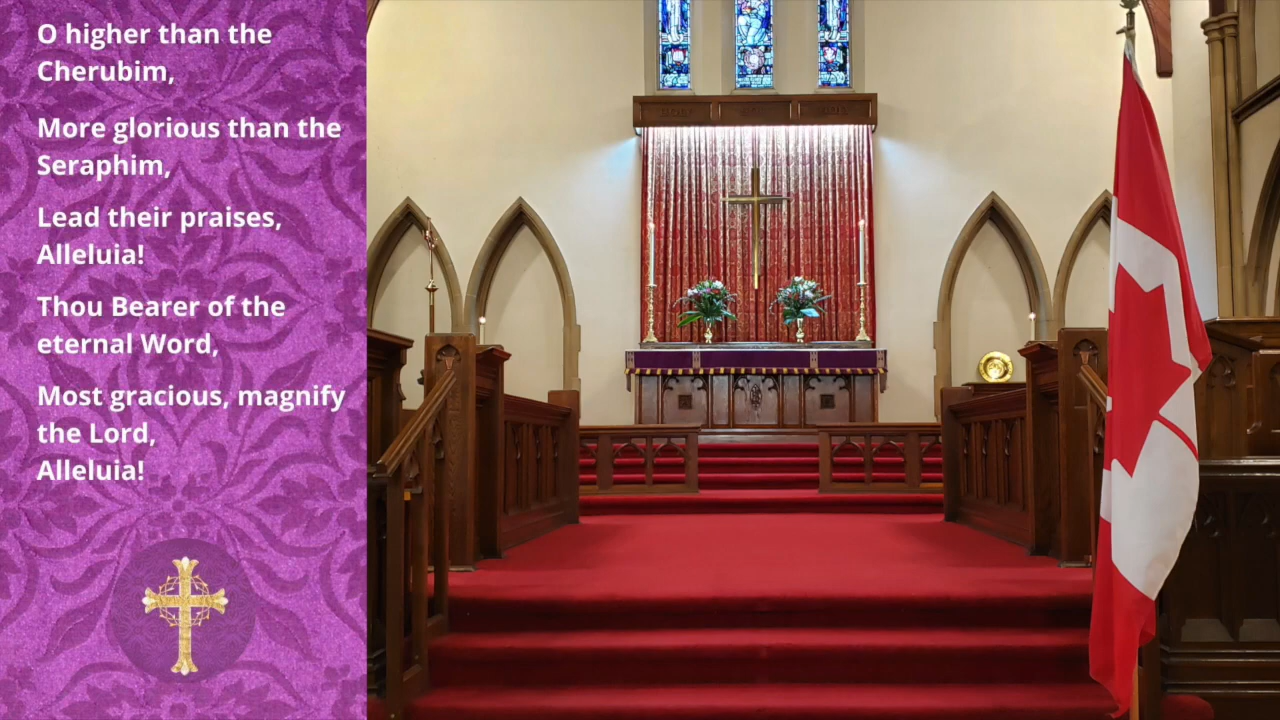 O higher than the
Cherubim,
More glorious than the
Seraphim,
Lead their praises,
Alleluia!
Thou Bearer of the
eternal Word,
Most gracious, magnify
the Lord,
Alleluia!